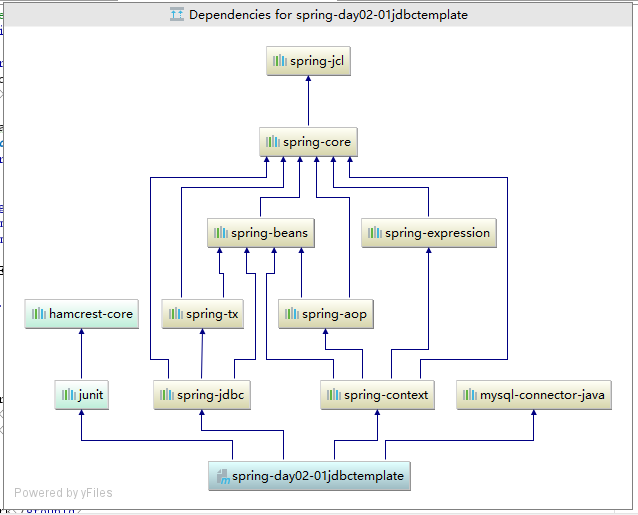 Dependencies for spring-day02-01jdbctemplate
spring-jcl
spring-core
spring-beans
spring-expression
hamcrest-core
spring-tx
spring-aop
junit
spring-jdbc
spring-context
mysql-connector-java
spring-day02-01jdbctemplate
Powered by yFiles